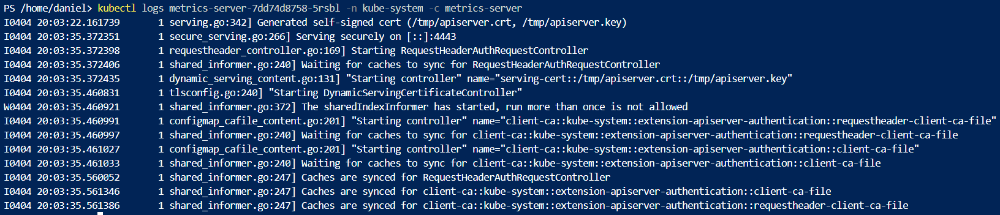 PS /home/daniel> kubectl logs metrics-server-7dd74d8758-5rsbl -n kube-system -c metrics-server
I0404 20:03:22.161739       1 serving.go:342] Generated self-signed cert (/tmp/apiserver.crt, /tmp/apiserver.key)
I0404 20:03:35.372351       1 secure_serving.go:266] Serving securely on [::]:4443
I0404 20:03:35.372398       1 requestheader_controller.go:169] Starting RequestHeaderAuthRequestController
I0404 20:03:35.372406       1 shared_informer.go:240] Waiting for caches to sync for RequestHeaderAuthRequestController
I0404 20:03:35.372435       1 dynamic_serving_content.go:131] "Starting controller" name="serving-cert::/tmp/apiserver.crt::/tmp/apiserver.key"
I0404 20:03:35.460831       1 tlsconfig.go:240] "Starting DynamicServingCertificateController"
W0404 20:03:35.460921       1 shared_informer.go:372] The sharedIndexInformer has started, run more than once is not allowed
I0404 20:03:35.460991       1 configmap_cafile_content.go:201] "Starting controller" name="client-ca::kube-system::extension-apiserver-authentication::requestheader-client-ca-file"
I0404 20:03:35.460997       1 shared_informer.go:240] Waiting for caches to sync for client-ca::kube-system::extension-apiserver-authentication::requestheader-client-ca-file
I0404 20:03:35.461027       1 configmap_cafile_content.go:201] "Starting controller" name="client-ca::kube-system::extension-apiserver-authentication::client-ca-file"
I0404 20:03:35.461033       1 shared_informer.go:240] Waiting for caches to sync for client-ca::kube-system::extension-apiserver-authentication::client-ca-file
I0404 20:03:35.560052       1 shared_informer.go:247] Caches are synced for RequestHeaderAuthRequestController
I0404 20:03:35.561346       1 shared_informer.go:247] Caches are synced for client-ca::kube-system::extension-apiserver-authentication::client-ca-file
I0404 20:03:35.561386       1 shared_informer.go:247] Caches are synced for client-ca::kube-system::extension-apiserver-authentication::requestheader-client-ca-file